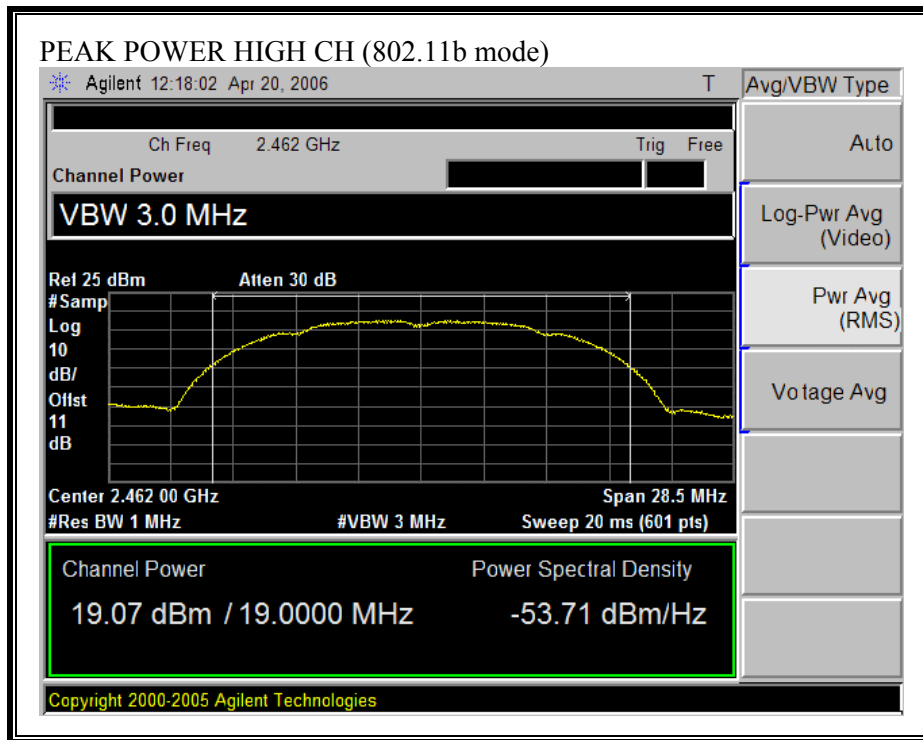 PEAK POWER HIGH CH (802.11b mode)
Agilent 12:18:02 Apr 20, 2006 T
Avg/VBW Type
Ch Freq 2.462 GHz Trig Free
Channel Power
VBW 3.0 MHz
Auto
Log-Pwr Avg
(Video)
Pwr Avg
(RMS)
Votage Avg
Ref 25 dBm Atten 30 dB
#Samp
Log
10
dB/
Offst
11
dB
Center 2.462 00 GHz Span 28.5 MHz
#Res BW 1 MHz #VBW 3 MHz Sweep 20 ms (601 pts)
Channel Power Power Spectral Density
19.07 dBm / 19.0000 MHz -53.71 dBm/Hz
Copyright 2000-2005 Agilent Technologies